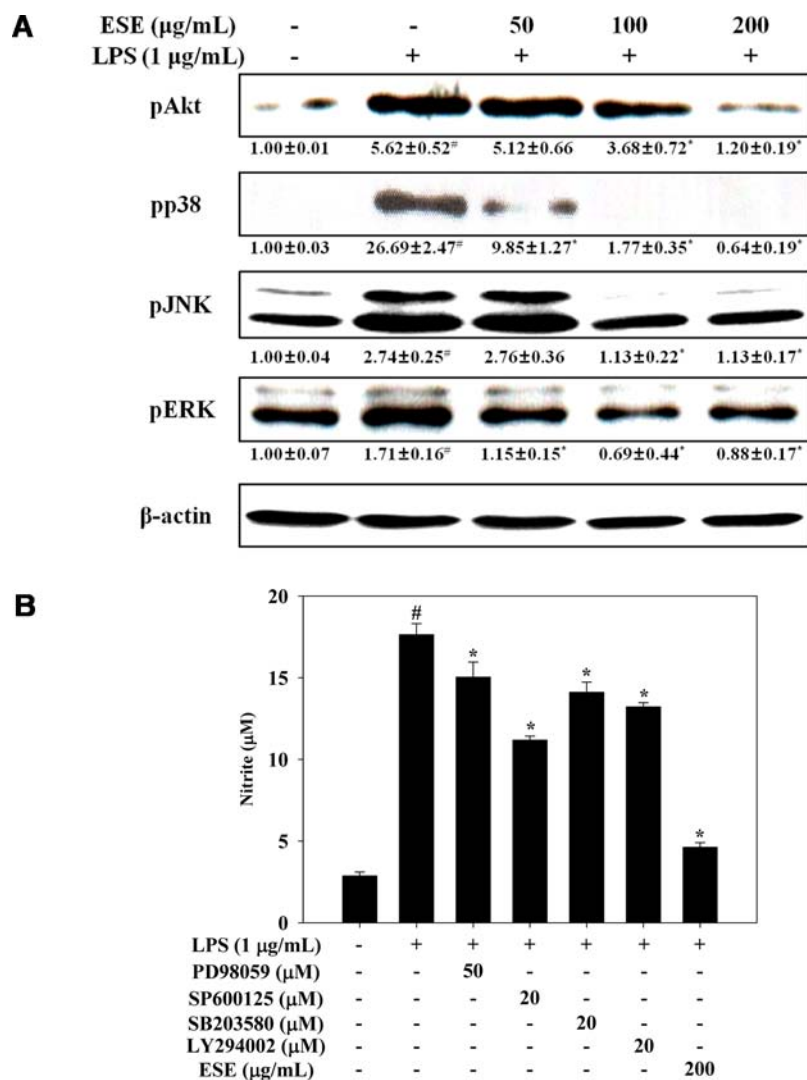 A
ESE (µg/mL) - - 50 100 200
LPS (1 µg/mL) - + + + +
pAkt
1.00±0.01 5.62±0.52# 5.12±0.66 3.68±0.72* 1.20±0.19*
pp38
1.00±0.03 26.69±2.47# 9.85±1.27* 1.77±0.35* 0.64±0.19*
pJNK
1.00±0.04 2.74±0.25# 2.76±0.36 1.13±0.22* 1.13±0.17*
pERK
1.00±0.07 1.71±0.16# 1.15±0.15* 0.69±0.44* 0.88±0.17*
β-actin
B
20
15
10
5
0
Nitrite (µM)
# * * * * *
LPS (1 µg/mL) - + + + + + +
PD98059 (µM) - - 50 - - - -
SP600125 (µM) - - - 20 - - -
SB203580 (µM) - - - - 20 - -
LY294002 (µM) - - - - - 20 -
ESE (µg/mL) - - - - - - 200